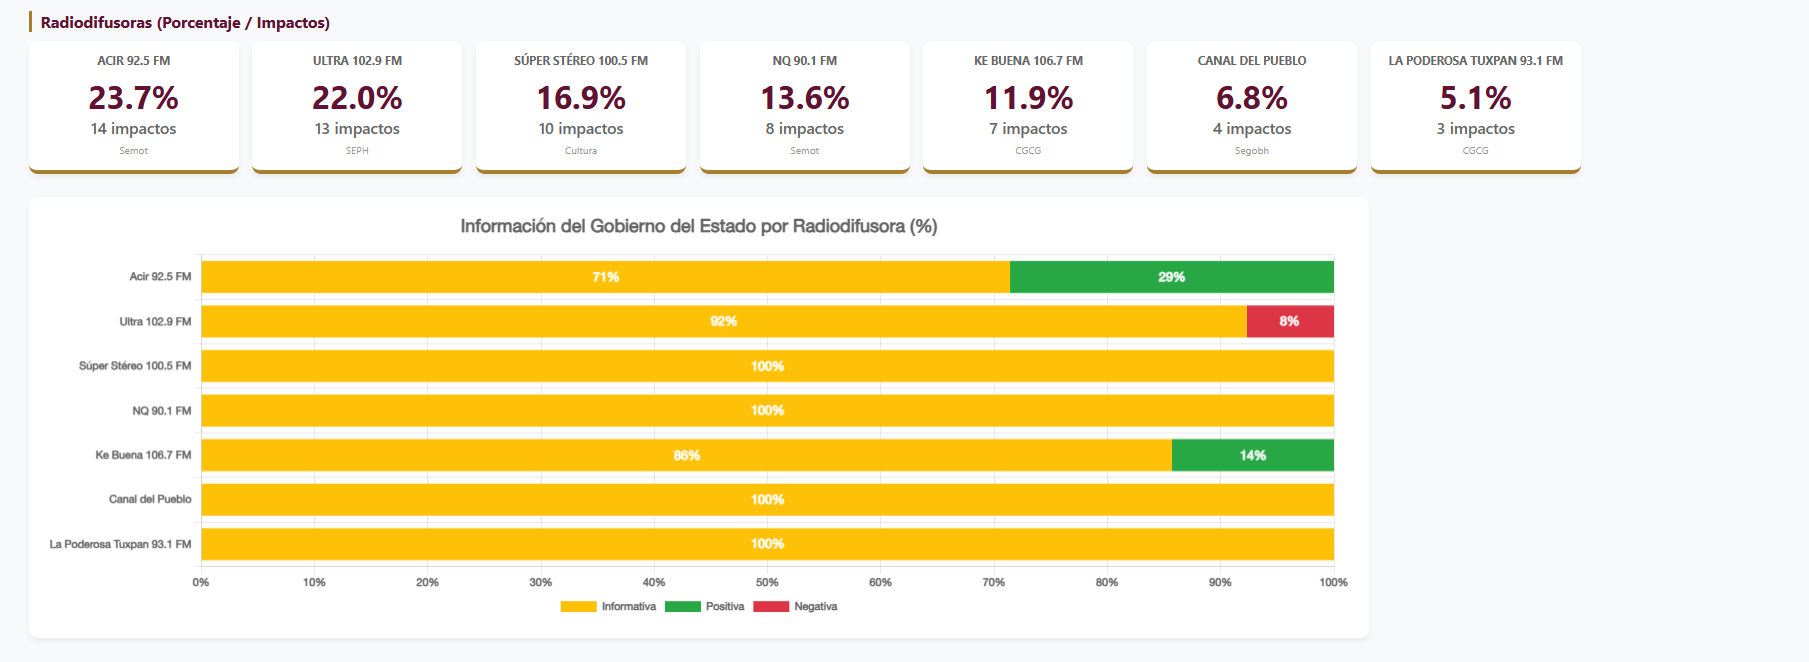 Radiodifusoras (Porcentaje / Impactos)
ACIR 92.5 FM
23.7%
14 impactos
Semot
ULTRA 102.9 FM
22.0%
13 impactos
SEPH
SÚPER STÉREO 100.5 FM
16.9%
10 impactos
Cultura
NQ 90.1 FM
13.6%
8 impactos
Semot
KE BUENA 106.7 FM
11.9%
7 impactos
CGCG
CANAL DEL PUEBLO
6.8%
4 impactos
Segobh
LA PODEROSA TUXPAN 93.1 FM
5.1%
3 impactos
CGCG
Información del Gobierno del Estado por Radiodifusora (%)
Acir 92.5 FM 71% 29%
Ultra 102.9 FM 92% 8%
Súper Stéreo 100.5 FM 100%
NQ 90.1 FM 100%
Ke Buena 106.7 FM 86% 14%
Canal del Pueblo 100%
La Poderosa Tuxpan 93.1 FM 100%
0% 10% 20% 30% 40% 50% 60% 70% 80% 90% 100%
Informativa Positiva Negativa